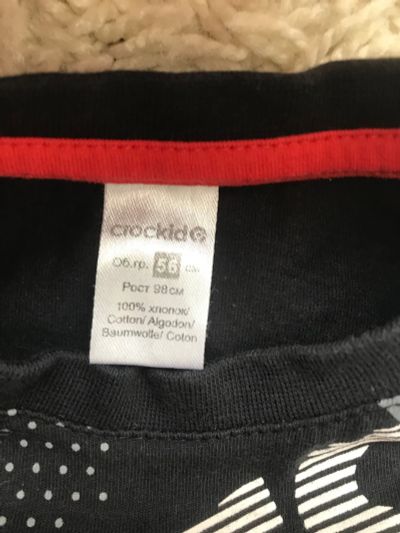 crockid
Об.гр. 56 см
Рост 98 см
100% хлопок/
Cotton/ Algodon/
Baumwolle/ Coton